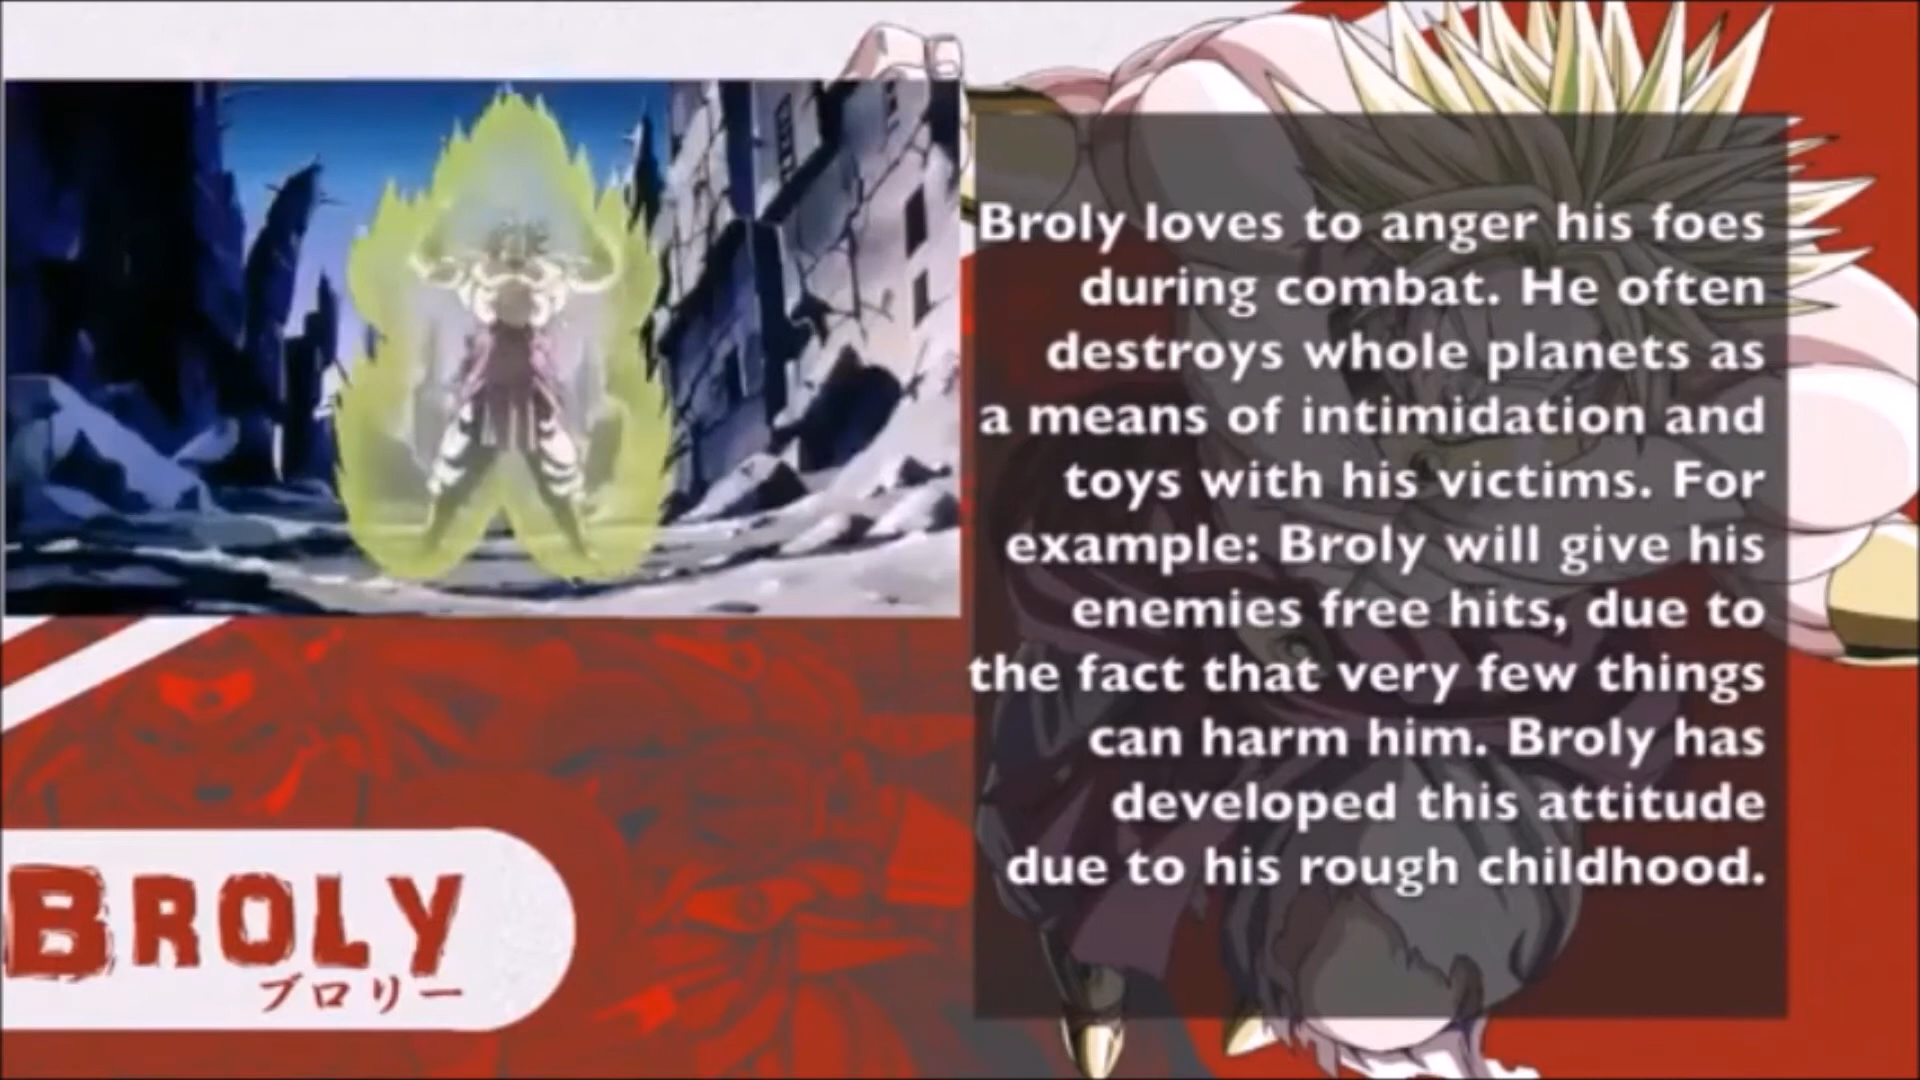 Broly loves to anger his foes
during combat. He often
destroys whole planets as
a means of intimidation and
toys with his victims. For
example: Broly will give his
enemies free hits, due to
the fact that very few things
can harm him. Broly has
developed this attitude
due to his rough childhood.
BROLY
ブロリー